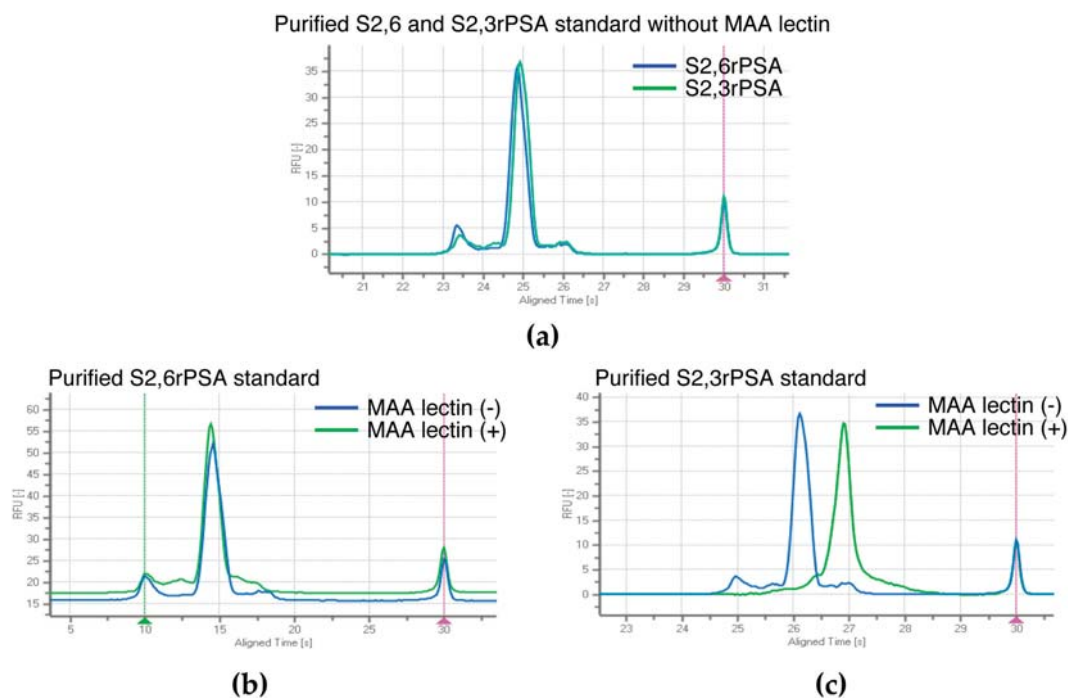 Purified S2,6 and S2,3rPSA standard without MAA lectin
S2,6rPSA
S2,3rPSA
35
30
25
20
15
10
5
0
RFU [-]
21 22 23 24 25 26 27 28 29 30 31
Aligned Time [s]
(a)
Purified S2,6rPSA standard
MAA lectin (-)
MAA lectin (+)
60
55
50
45
40
35
30
25
20
15
RFU [-]
5 10 15 20 25 30
Aligned Time [s]
(b)
Purified S2,3rPSA standard
MAA lectin (-)
MAA lectin (+)
40
35
30
25
20
15
10
5
0
RFU [-]
23 24 25 26 27 28 29 30
Aligned Time [s]
(c)